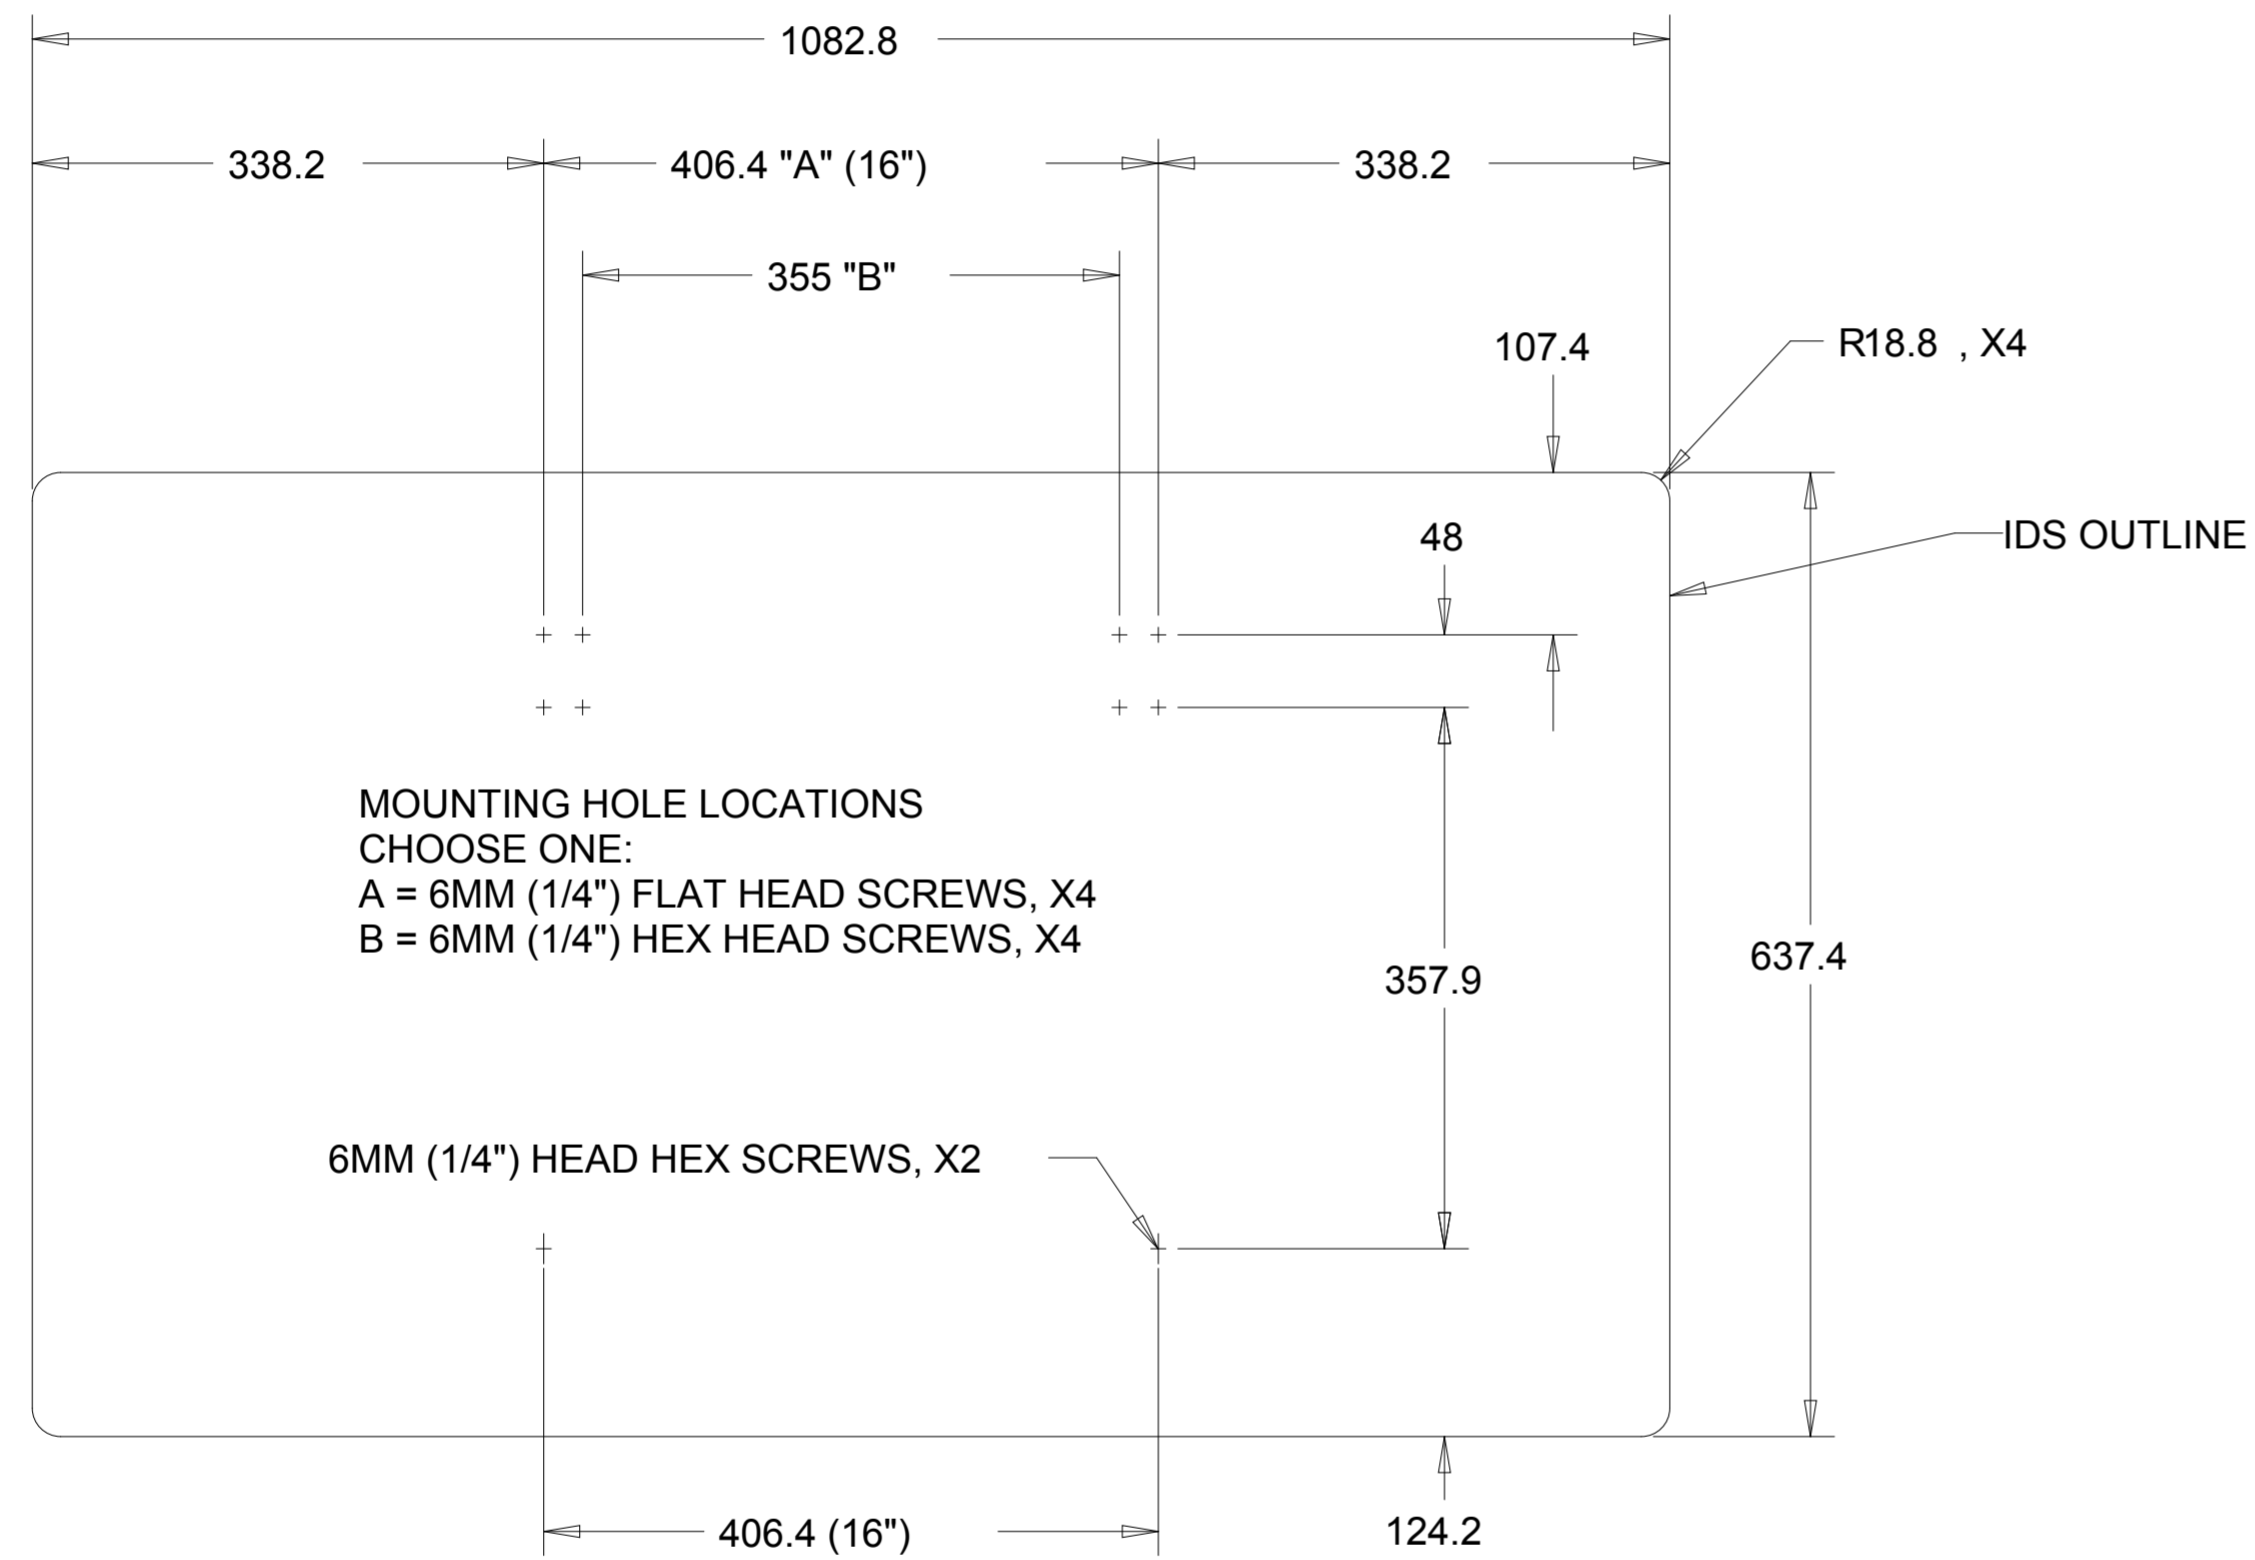 1082.8
338.2
406.4 "A" (16")
338.2
355 "B"
107.4
R18.8 , X4
48
IDS OUTLINE
MOUNTING HOLE LOCATIONS
CHOOSE ONE:
A = 6MM (1/4") FLAT HEAD SCREWS, X4
B = 6MM (1/4") HEX HEAD SCREWS, X4
637.4
357.9
6MM (1/4") HEAD HEX SCREWS, X2
406.4 (16")
124.2